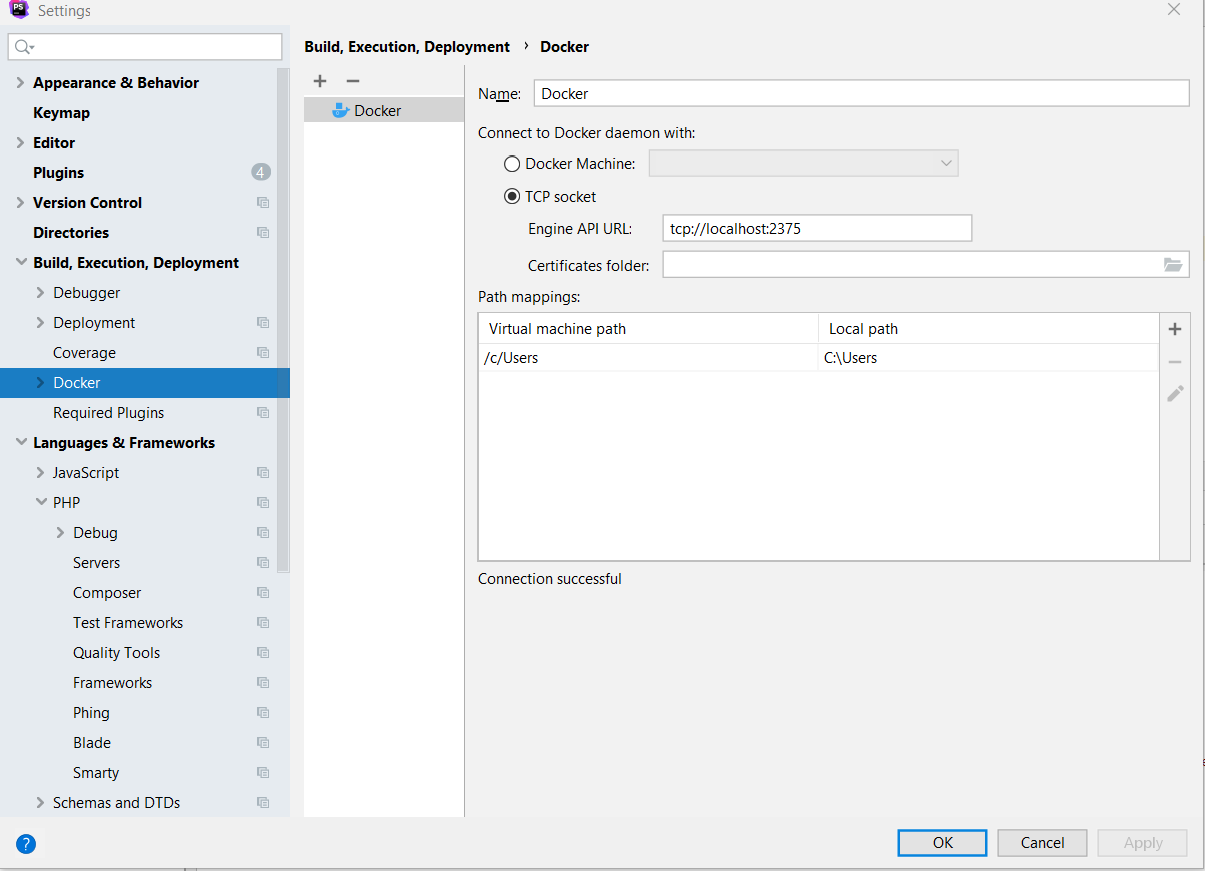 PS
Settings
Appearance & Behavior
Keymap
Editor
Plugins 4
Version Control
Directories
Build, Execution, Deployment
Debugger
Deployment
Coverage
Docker
Required Plugins
Languages & Frameworks
JavaScript
PHP
Debug
Servers
Composer
Test Frameworks
Quality Tools
Frameworks
Phing
Blade
Smarty
Schemas and DTDs
?
Build, Execution, Deployment › Docker
Docker
Name: Docker
Connect to Docker daemon with:
Docker Machine:
TCP socket
Engine API URL: tcp://localhost:2375
Certificates folder:
Path mappings:
Virtual machine path Local path
/c/Users C:\Users
Connection successful
OK Cancel Apply